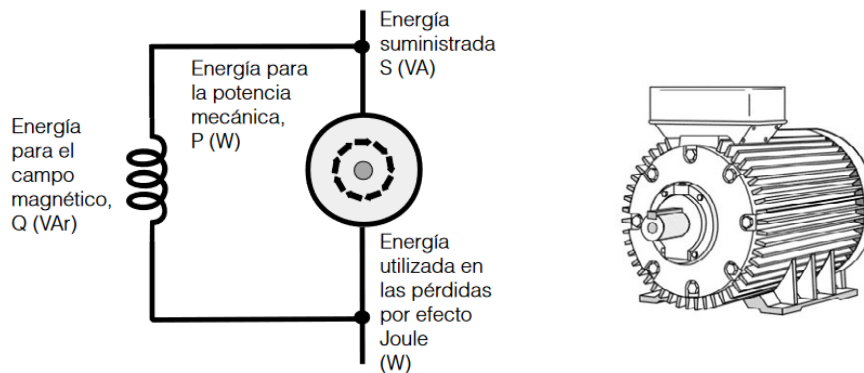 Energía
suministrada
S (VA)
Energía para
la potencia
mecánica,
P (W)
Energía
para el
campo
magnético,
Q (VAr)
Energía
utilizada en
las pérdidas
por efecto
Joule
(W)